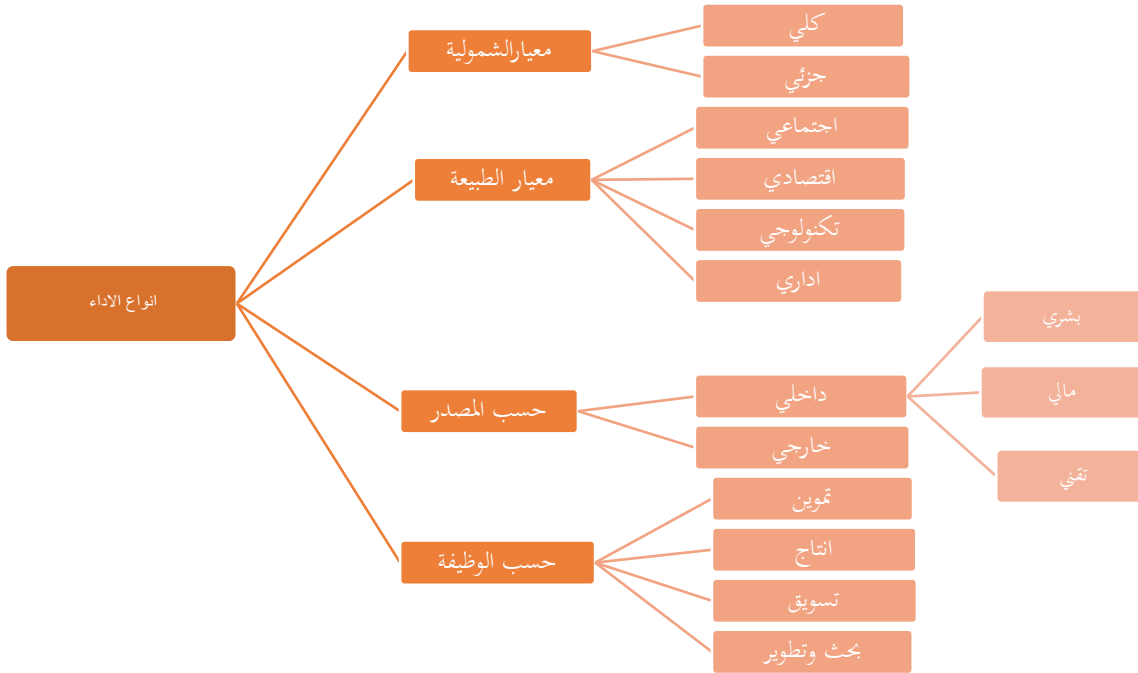 انواع الاداء
معيارالشمولية
كلي
جزئي
معيار الطبيعة
اجتماعي
اقتصادي
تكنولوجي
اداري
حسب المصدر
داخلي
بشري
مالي
تقني
خارجي
حسب الوظيفة
تموين
انتاج
تسويق
بحث وتطوير